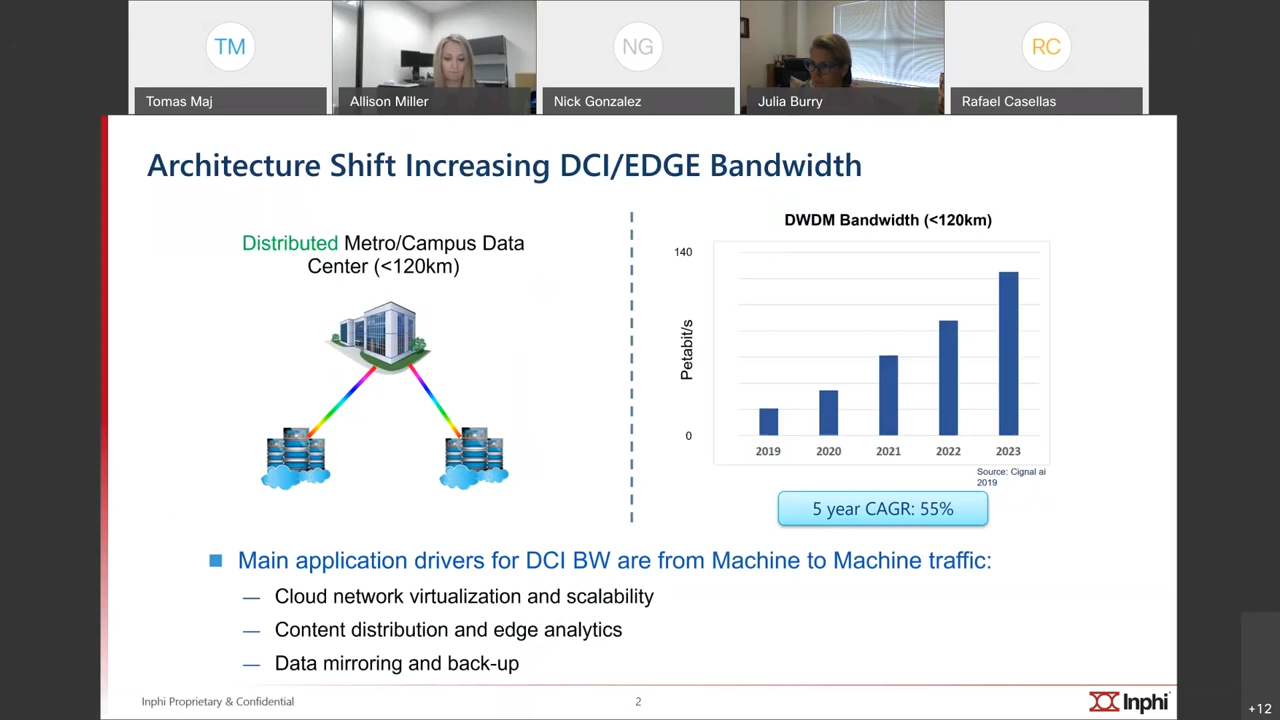 TM
NG
RC
Tomas Maj
Allison Miller
Nick Gonzalez
Julia Burry
Rafael Casellas
Architecture Shift Increasing DCI/EDGE Bandwidth
Distributed Metro/Campus Data
Center (<120km)
DWDM Bandwidth (<120km)
140
Petabit/s
0
2019 2020 2021 2022 2023
Source: Cignal ai
2019
5 year CAGR: 55%
Main application drivers for DCI BW are from Machine to Machine traffic:
— Cloud network virtualization and scalability
— Content distribution and edge analytics
— Data mirroring and back-up
Inphi Proprietary & Confidential
2
Inphi
+12